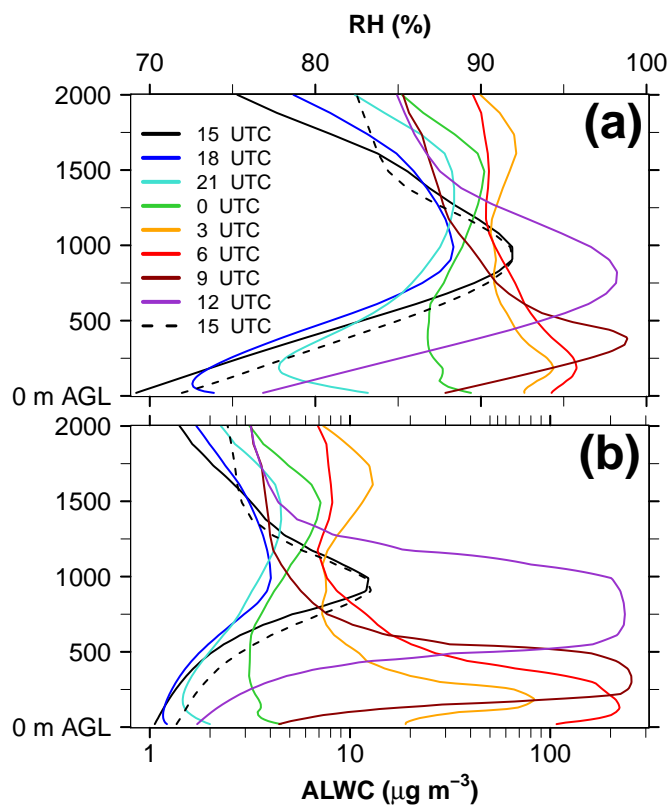 RH (%)
70 80 90 100
2000
1500
1000
500
0 m AGL
(a)
15 UTC
18 UTC
21 UTC
0 UTC
3 UTC
6 UTC
9 UTC
12 UTC
15 UTC
2000
1500
1000
500
0 m AGL
(b)
1 10 100
ALWC (μg m⁻³)